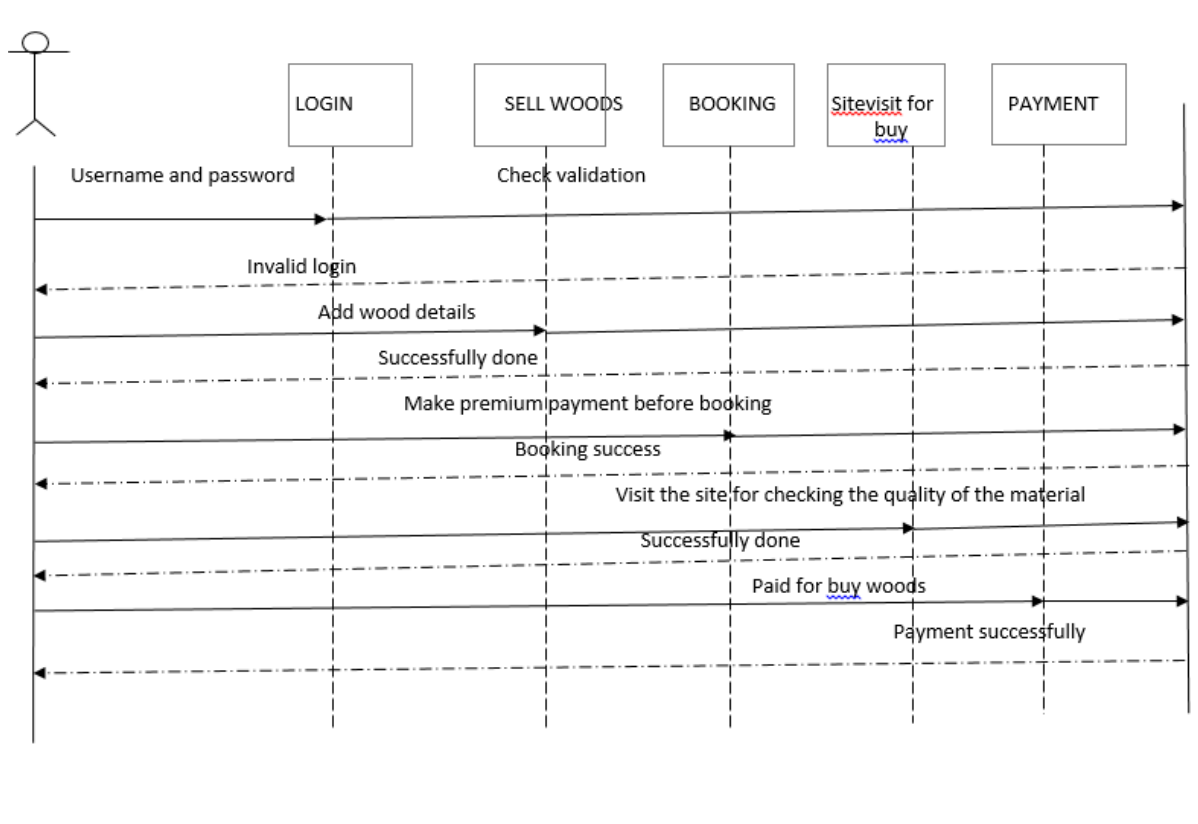 LOGIN
SELL WOODS
BOOKING
Sitevisit for
buy
PAYMENT
Username and password
Check validation
Invalid login
Add wood details
Successfully done
Make premium payment before booking
Booking success
Visit the site for checking the quality of the material
Successfully done
Paid for buy woods
Payment successfully